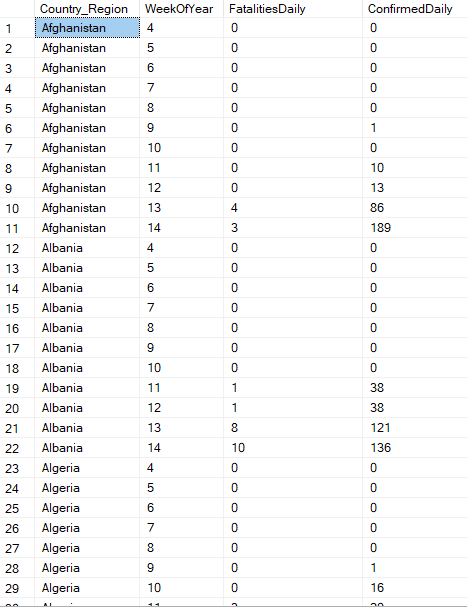 Country_Region WeekOfYear FatalitiesDaily ConfirmedDaily
1 Afghanistan 4 0 0
2 Afghanistan 5 0 0
3 Afghanistan 6 0 0
4 Afghanistan 7 0 0
5 Afghanistan 8 0 0
6 Afghanistan 9 0 1
7 Afghanistan 10 0 0
8 Afghanistan 11 0 10
9 Afghanistan 12 0 13
10 Afghanistan 13 4 86
11 Afghanistan 14 3 189
12 Albania 4 0 0
13 Albania 5 0 0
14 Albania 6 0 0
15 Albania 7 0 0
16 Albania 8 0 0
17 Albania 9 0 0
18 Albania 10 0 0
19 Albania 11 1 38
20 Albania 12 1 38
21 Albania 13 8 121
22 Albania 14 10 136
23 Algeria 4 0 0
24 Algeria 5 0 0
25 Algeria 6 0 0
26 Algeria 7 0 0
27 Algeria 8 0 0
28 Algeria 9 0 1
29 Algeria 10 0 16